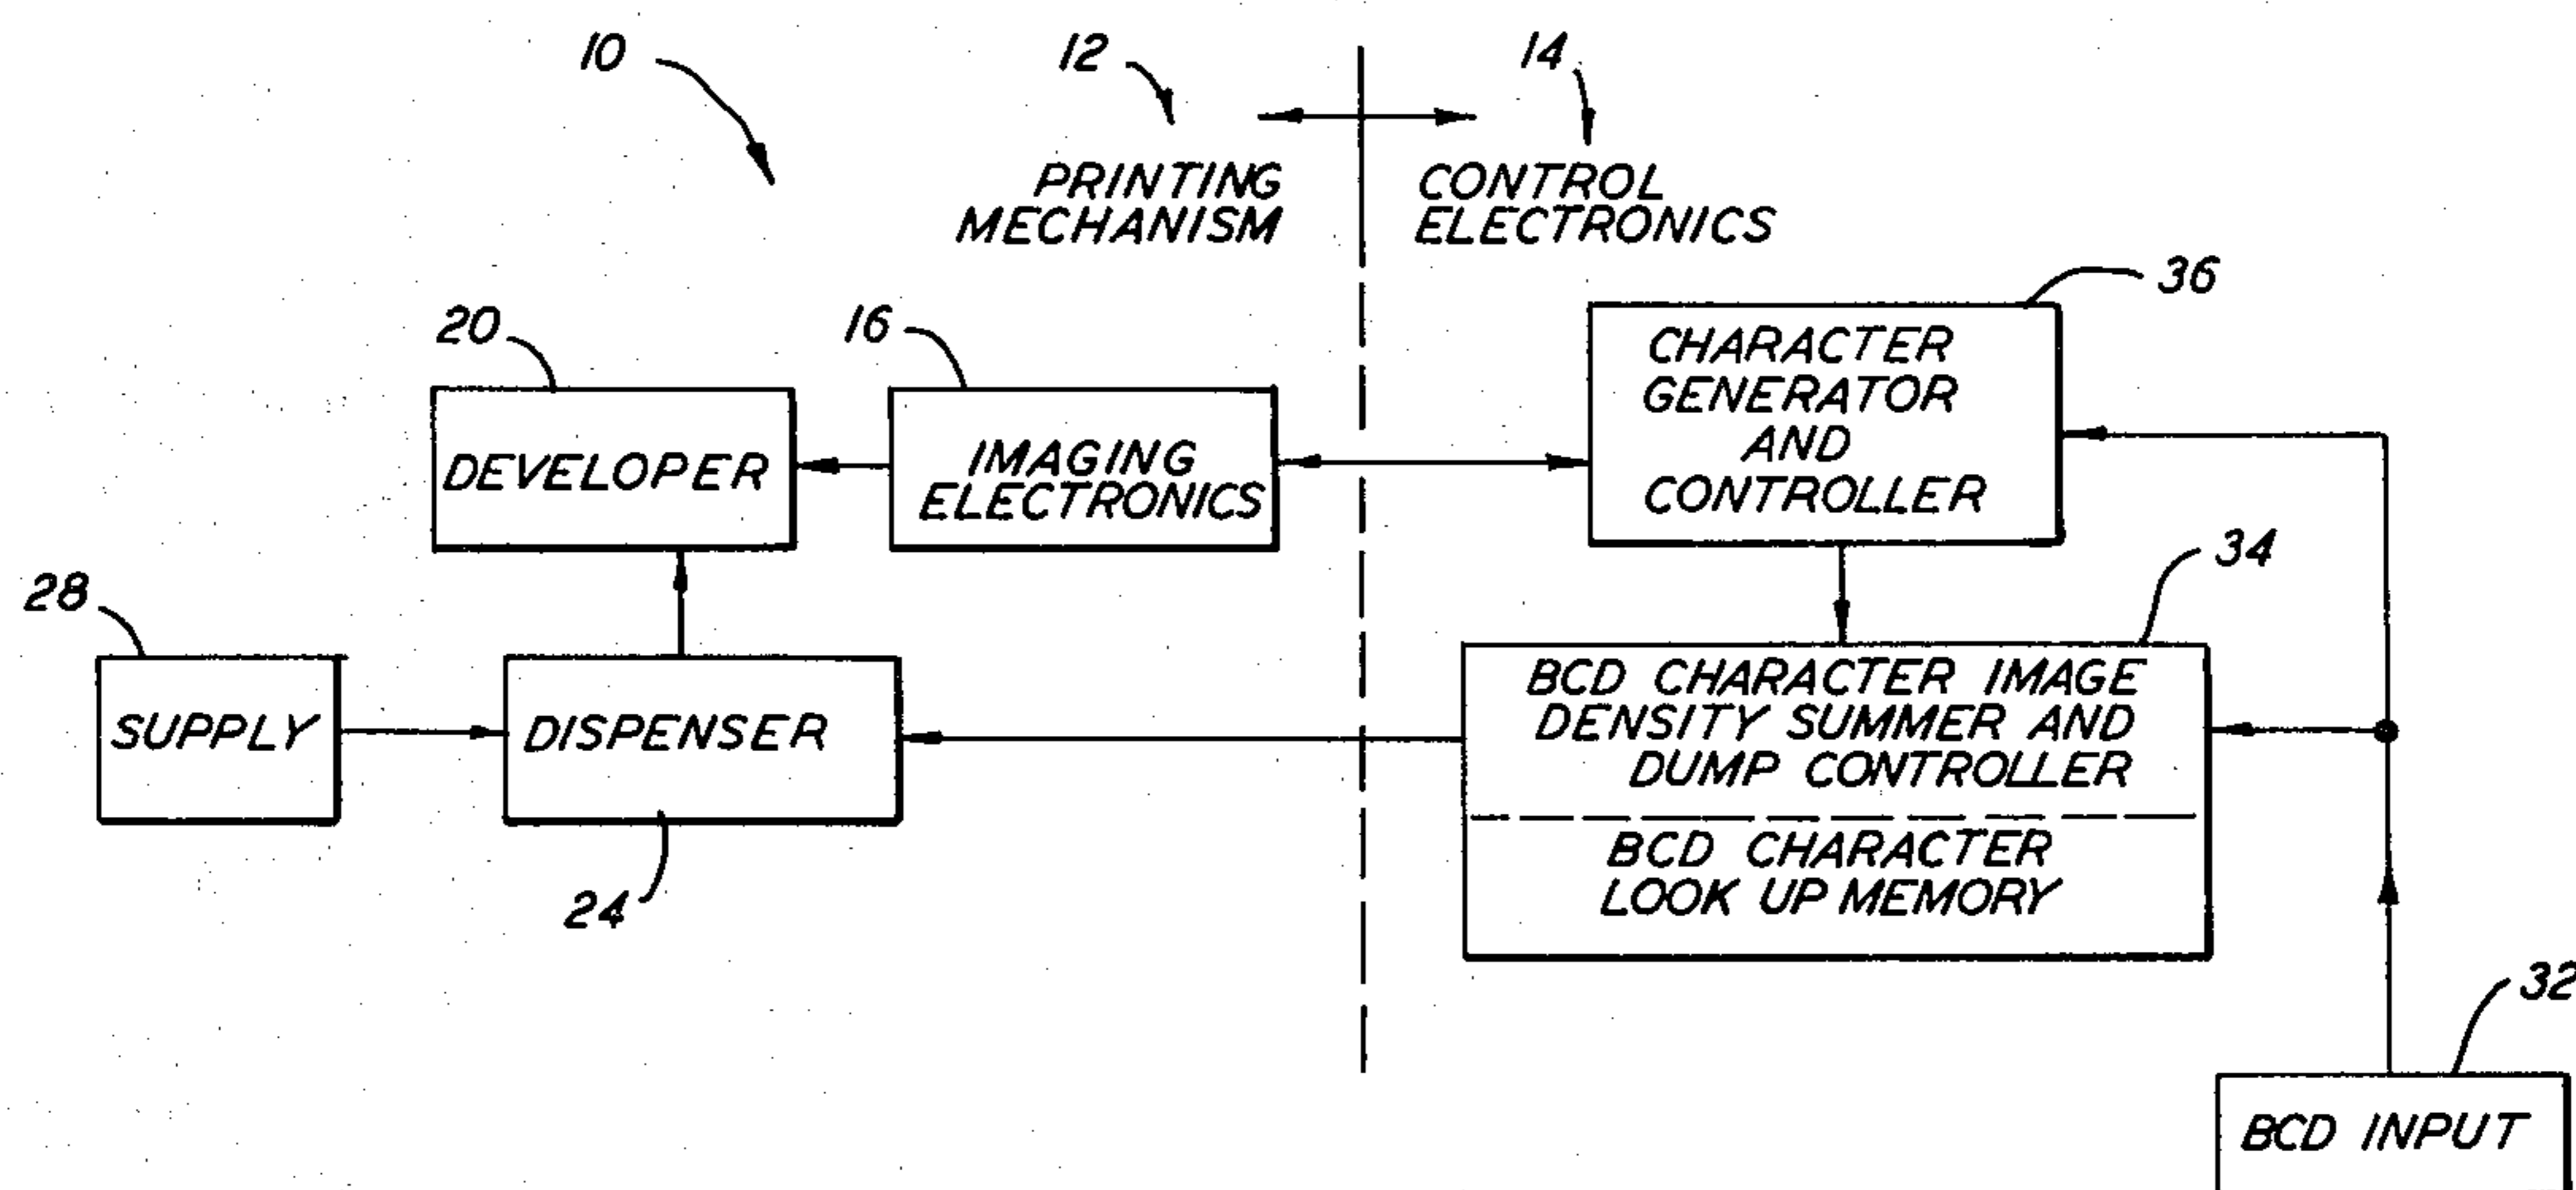 10
12
14
PRINTING
MECHANISM
CONTROL
ELECTRONICS
36
20
16
CHARACTER
GENERATOR
AND
CONTROLLER
DEVELOPER
IMAGING
ELECTRONICS
34
28
BCD CHARACTER IMAGE
DENSITY SUMMER AND
DUMP CONTROLLER
SUPPLY
DISPENSER
24
BCD CHARACTER
LOOK UP MEMORY
32
BCD INPUT